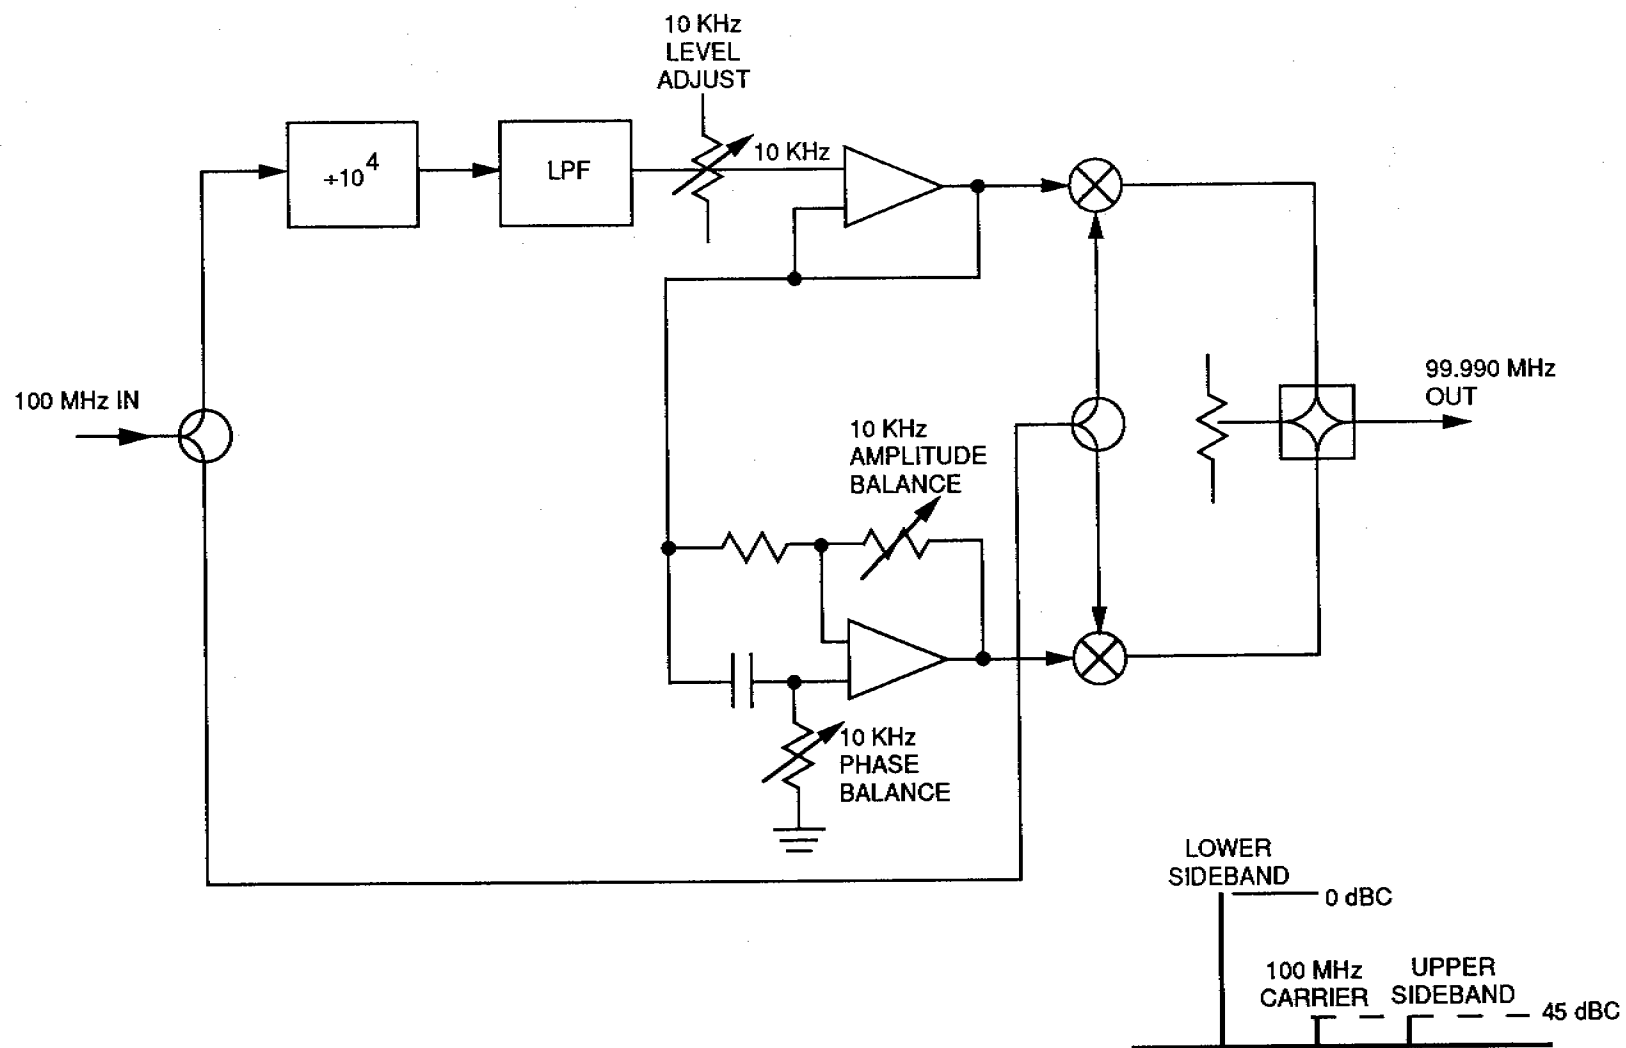 10 KHz
LEVEL
ADJUST
÷10⁴
LPF
10 KHz
100 MHz IN
99.990 MHz
OUT
10 KHz
AMPLITUDE
BALANCE
10 KHz
PHASE
BALANCE
LOWER
SIDEBAND
0 dBC
100 MHz
CARRIER
UPPER
SIDEBAND
45 dBC